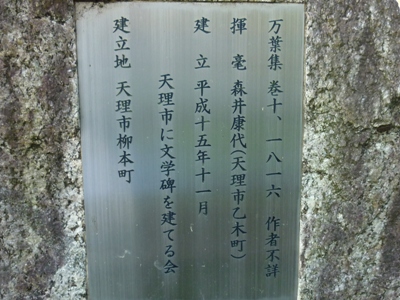 万葉集 巻十、一八一六 作者不詳
揮毫 森井康代(天理市乙木町)
建立 平成十五年十一月
天理市に文学碑を建てる会
建立地 天理市柳本町